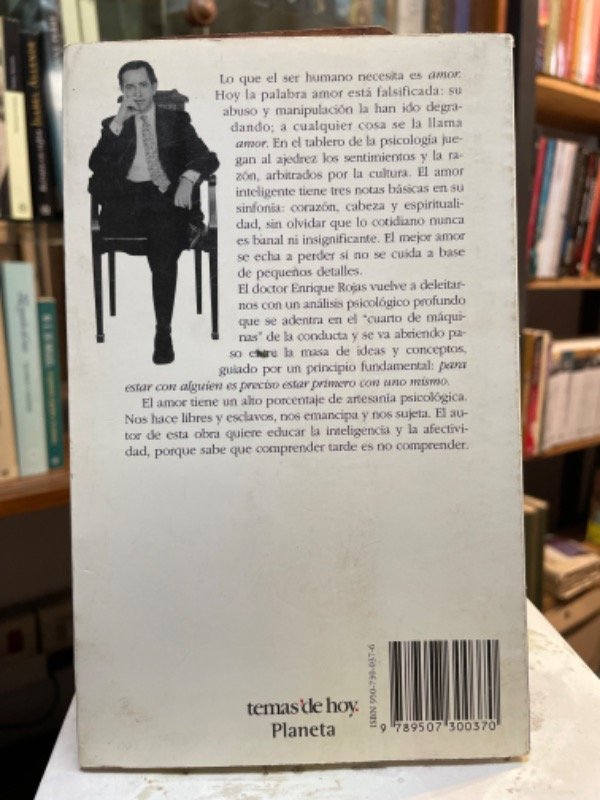 Lo que el ser humano necesita es amor.
Hoy la palabra amor está falsificada: su
abuso y manipulación la han ido degra-
dando; a cualquier cosa se la llama
amor. En el tablero de la psicología jue-
gan al ajedrez los sentimientos y la ra-
zón, arbitrados por la cultura. El amor
inteligente tiene tres notas básicas en su
sinfonía: corazón, cabeza y espirituali-
dad, sin olvidar que lo cotidiano nunca
es banal ni insignificante. El mejor amor
se echa a perder si no se cuida a base
de pequeños detalles.
El doctor Enrique Rojas vuelve a deleitar-
nos con un análisis psicológico profundo
que se adentra en el "cuarto de máqui-
nas" de la conducta y se va abriendo pa-
so entre la masa de ideas y conceptos,
guiado por un principio fundamental: para
estar con alguien es preciso estar primero con uno mismo.
El amor tiene un alto porcentaje de artesanía psicológica.
Nos hace libres y esclavos, nos emancipa y nos sujeta. El au-
tor de esta obra quiere educar la inteligencia y la afectivi-
dad, porque sabe que comprender tarde es no comprender.
temas de hoy.
Planeta
ISBN 950-730-037-6
9 789507 300370
ISABEL ALLENDE